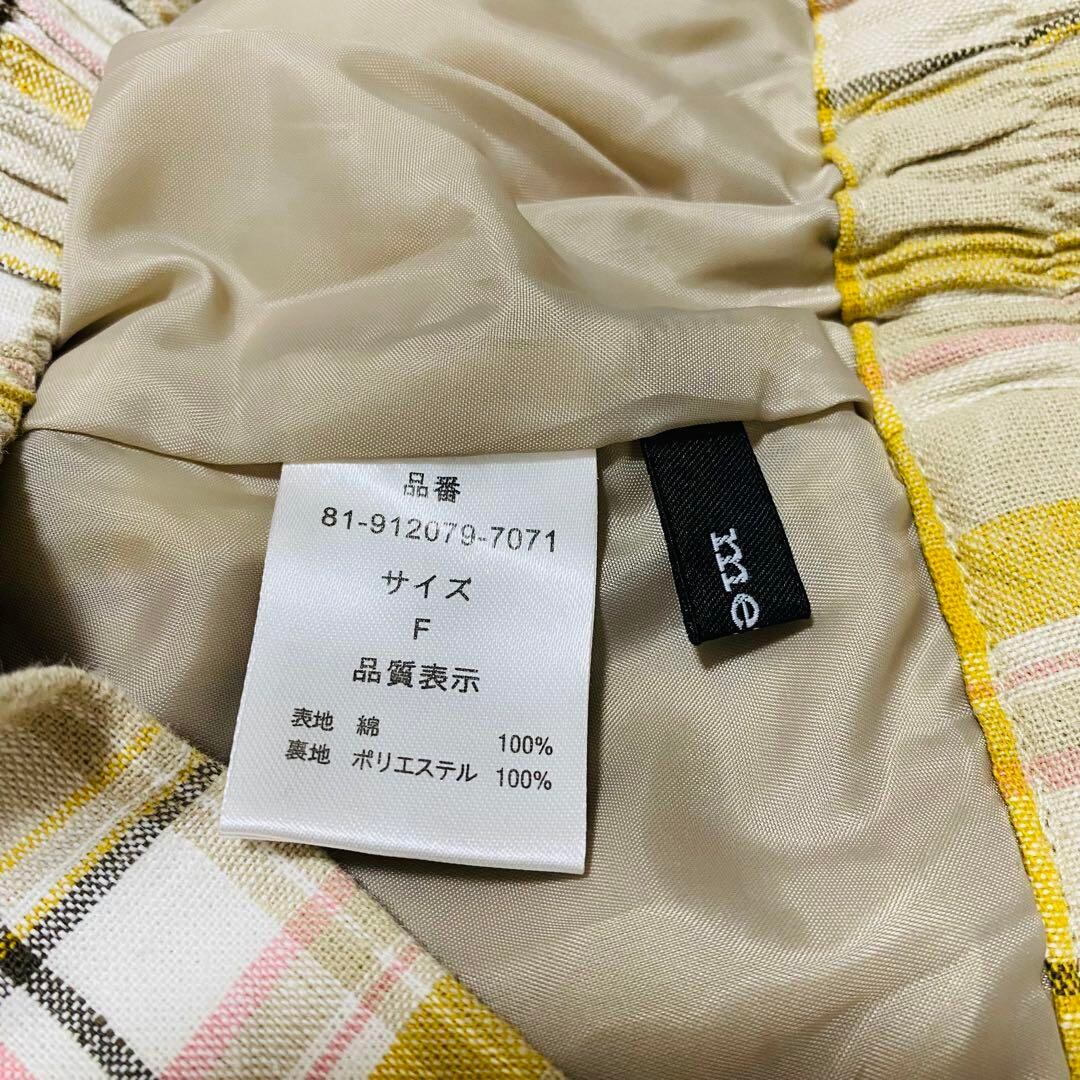 品番
81-912079-7071
サイズ
F
品質表示
表地 綿 100%
裏地 ポリエステル 100%
me